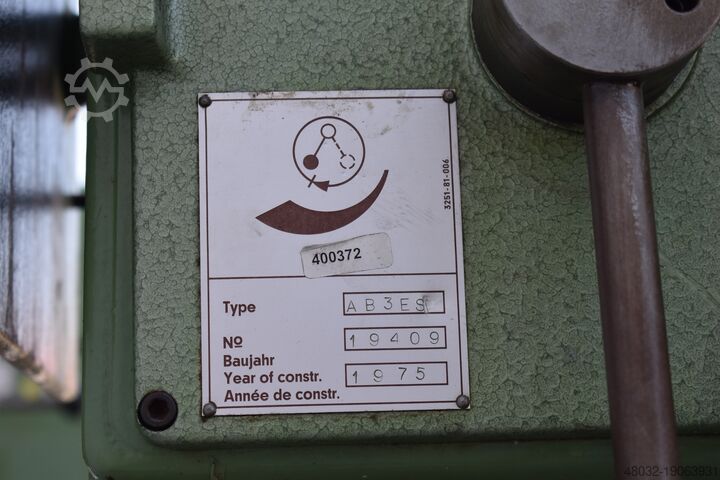 3251-81-006
400372
Type AB3ES
Nº 19409
Baujahr
Year of constr. 1975
Année de constr.
48032-19063931